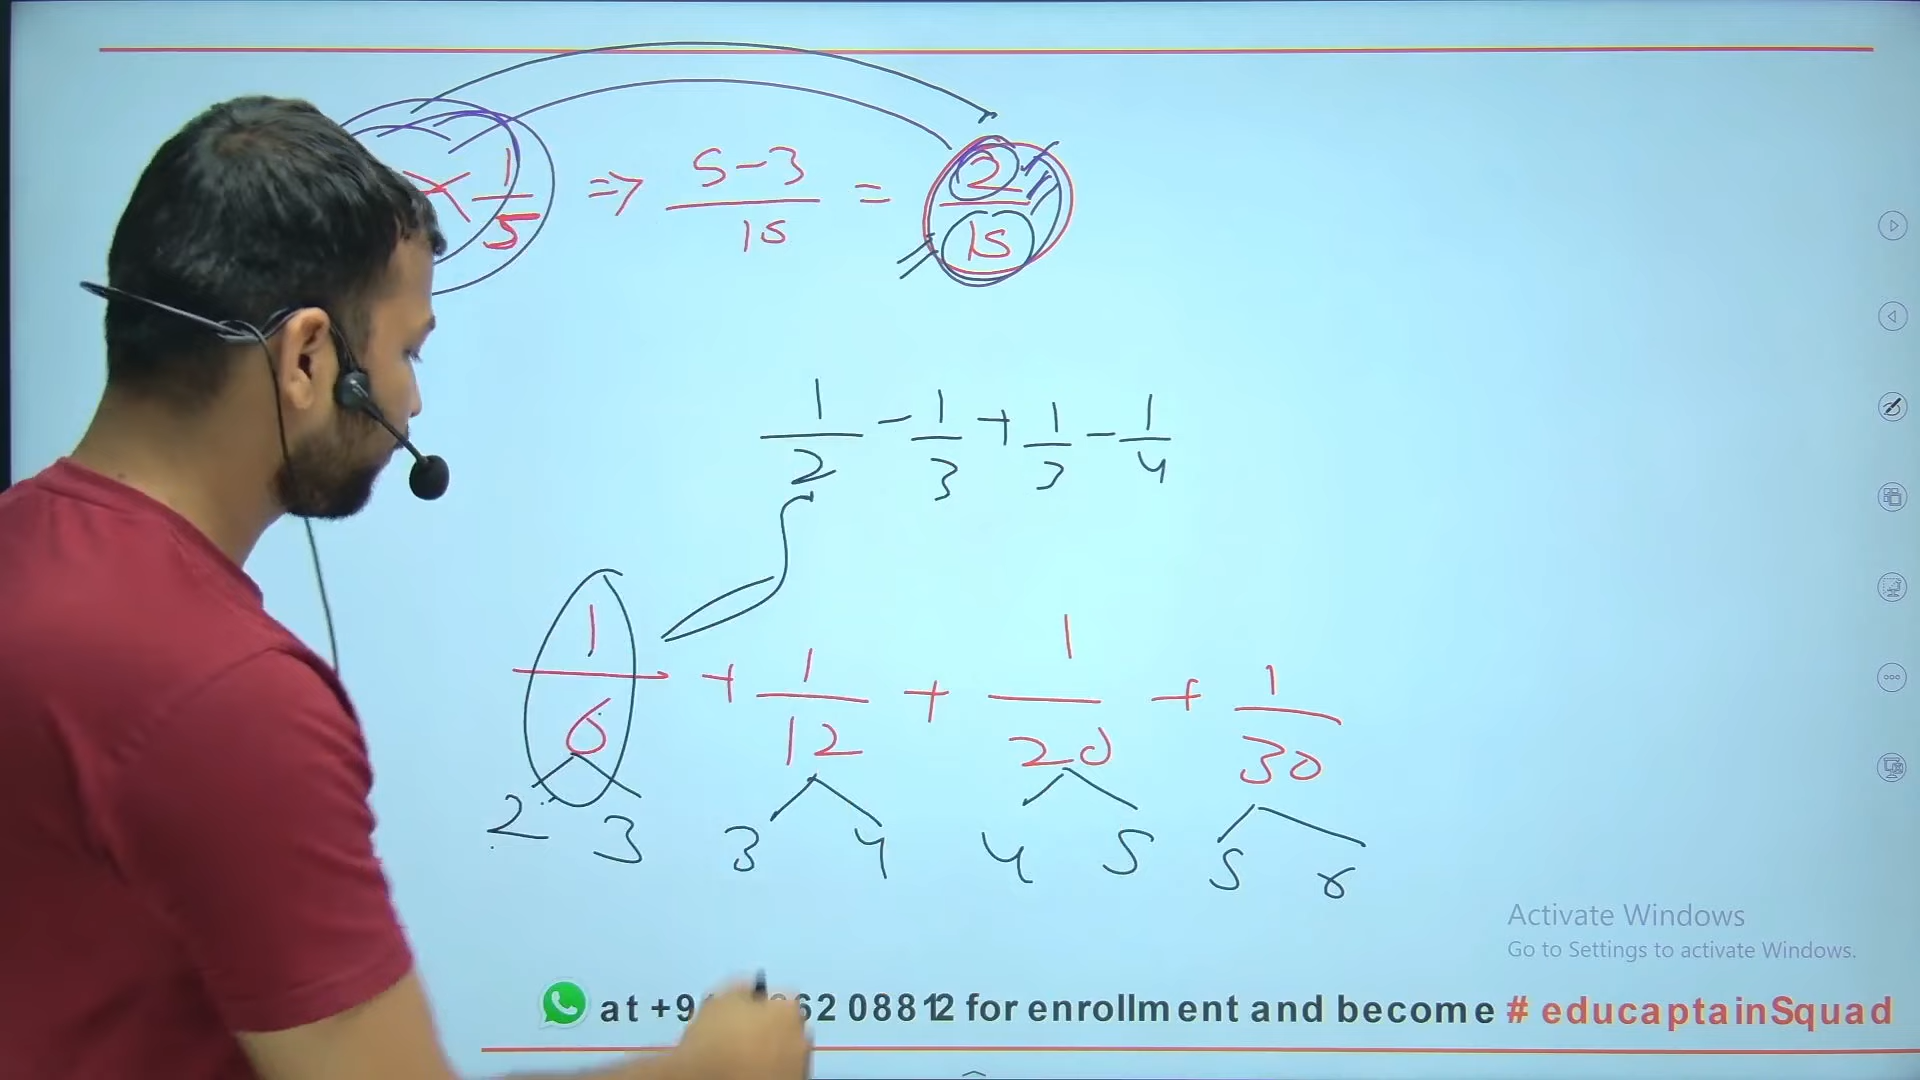 × 1/5 ⇒ 5-3/15 = 2/15
1/2 - 1/3 + 1/3 - 1/4
1/6 + 1/12 + 1/20 + 1/30
2 3 3 4 4 5 5 6
Activate Windows
Go to Settings to activate Windows.
at +9 62 08812 for enrollment and become # educaptainSquad